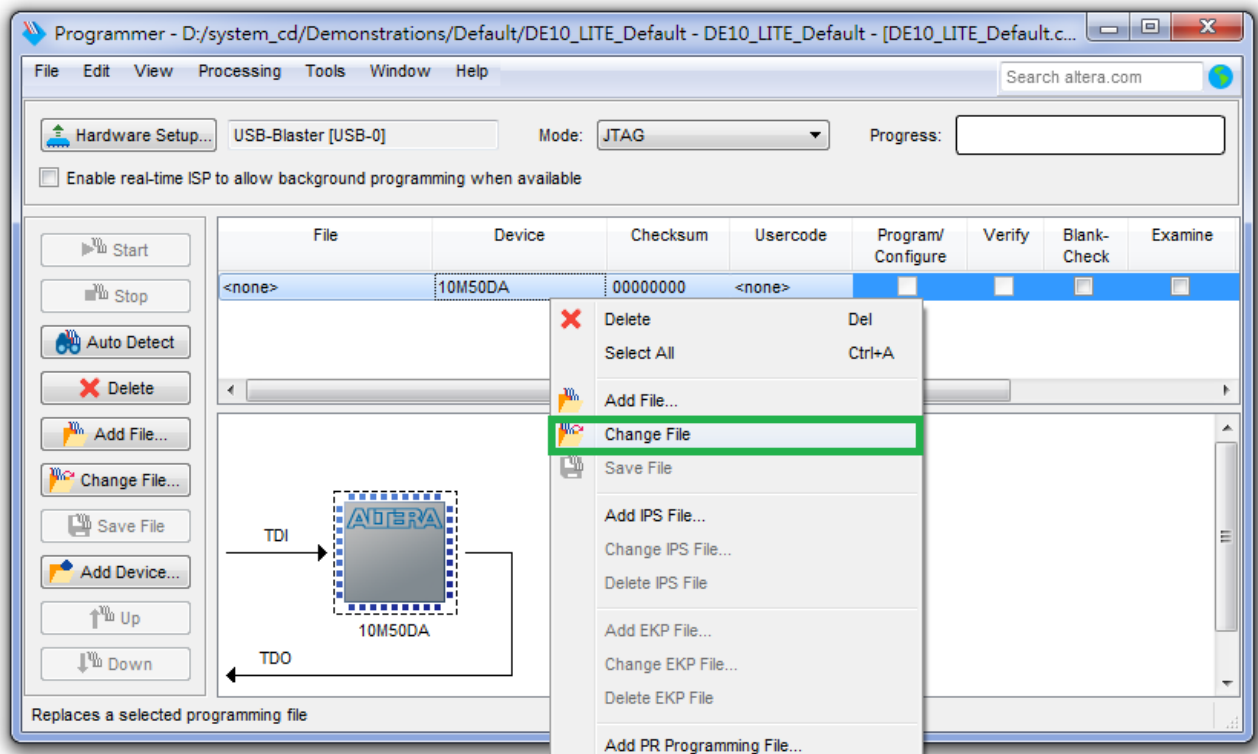 Programmer - D:/system_cd/Demonstrations/Default/DE10_LITE_Default - DE10_LITE_Default - [DE10_LITE_Default.c...
File Edit View Processing Tools Window Help
Search altera.com
Hardware Setup...
USB-Blaster [USB-0]
Mode:
JTAG
Progress:
Enable real-time ISP to allow background programming when available
Start
Stop
Auto Detect
Delete
Add File...
Change File...
Save File
Add Device...
Up
Down
File Device Checksum Usercode Program/ Verify Blank- Examine
Configure Check
<none> 10M50DA 00000000 <none>
Delete Del
Select All Ctrl+A
Add File...
Change File
Save File
Add IPS File...
Change IPS File...
Delete IPS File
Add EKP File...
Change EKP File...
Delete EKP File
Add PR Programming File...
TDI
ALTERA
10M50DA
TDO
Replaces a selected programming file